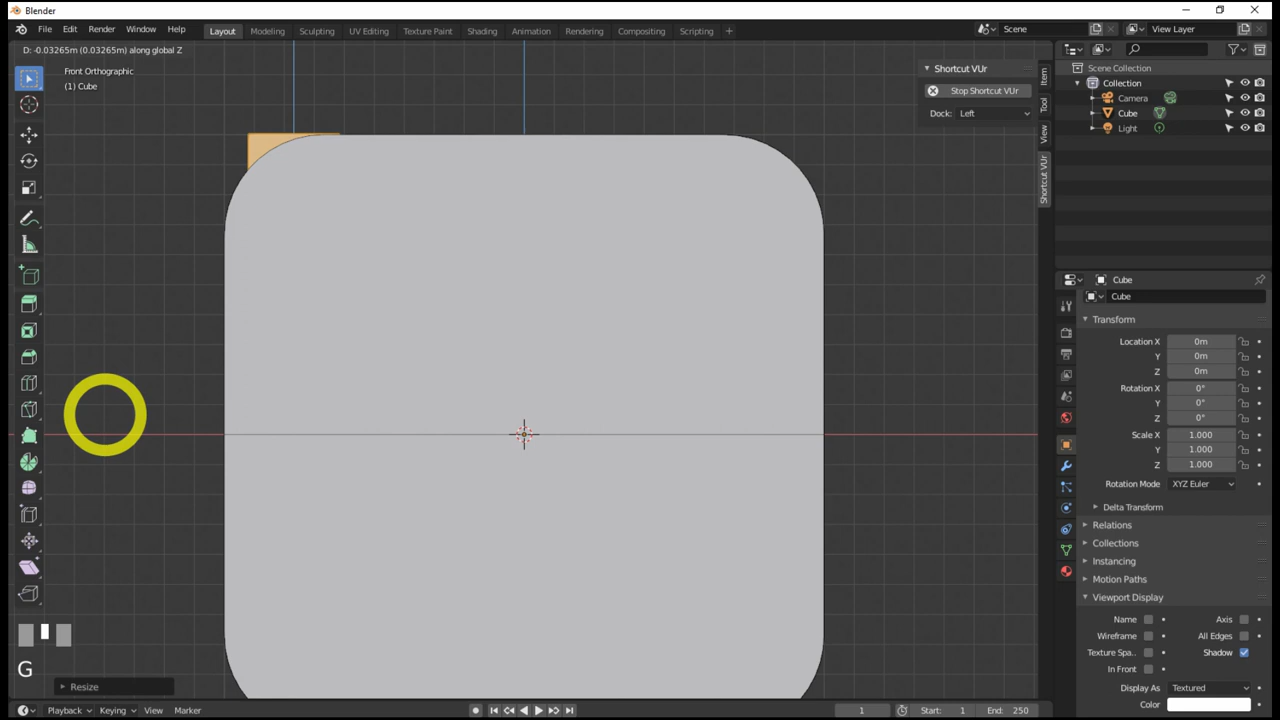 Blender
File Edit Render Window Help
Layout Modeling Sculpting UV Editing Texture Paint Shading Animation Rendering Compositing Scripting +
Scene
View Layer
D: -0.03265m (0.03265m) along global Z
Front Orthographic
(1) Cube
Shortcut VUr
Stop Shortcut VUr
Dock: Left
Item
Tool
View
Shortcut VUr
Scene Collection
Collection
Camera
Cube
Light
Cube
Cube
Transform
Location X 0m
Y 0m
Z 0m
Rotation X 0°
Y 0°
Z 0°
Scale X 1.000
Y 1.000
Z 1.000
Rotation Mode XYZ Euler
Delta Transform
Relations
Collections
Instancing
Motion Paths
Viewport Display
Name Axis
Wireframe All Edges
Texture Spa.. Shadow
In Front
Display As Textured
Color
G
Resize
Playback Keying View Marker
1
Start: 1
End: 250